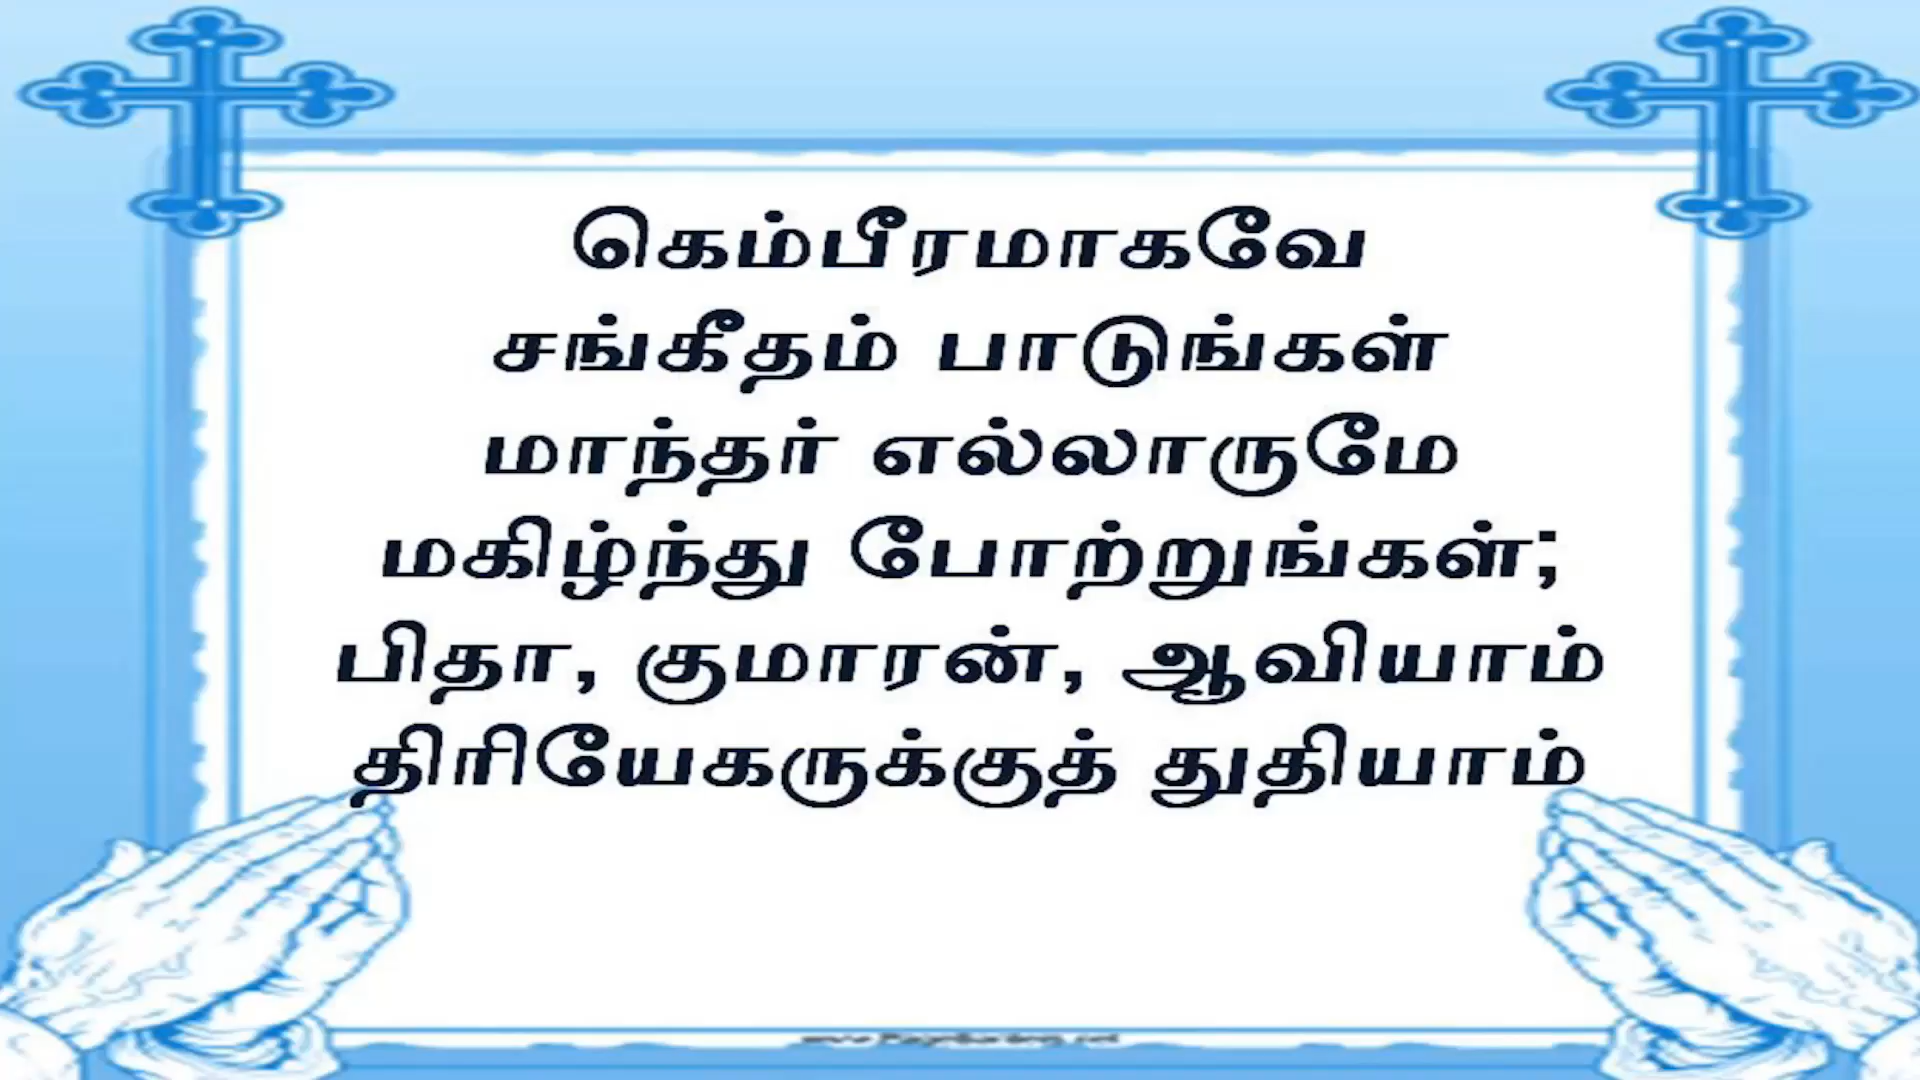 கெம்பீரமாகவே
சங்கீதம் பாடுங்கள்
மாந்தர் எல்லாருமே
மகிழ்ந்து போற்றுங்கள்;
பிதா, குமாரன், ஆவியாம்
திரியேகருக்குத் துதியாம்